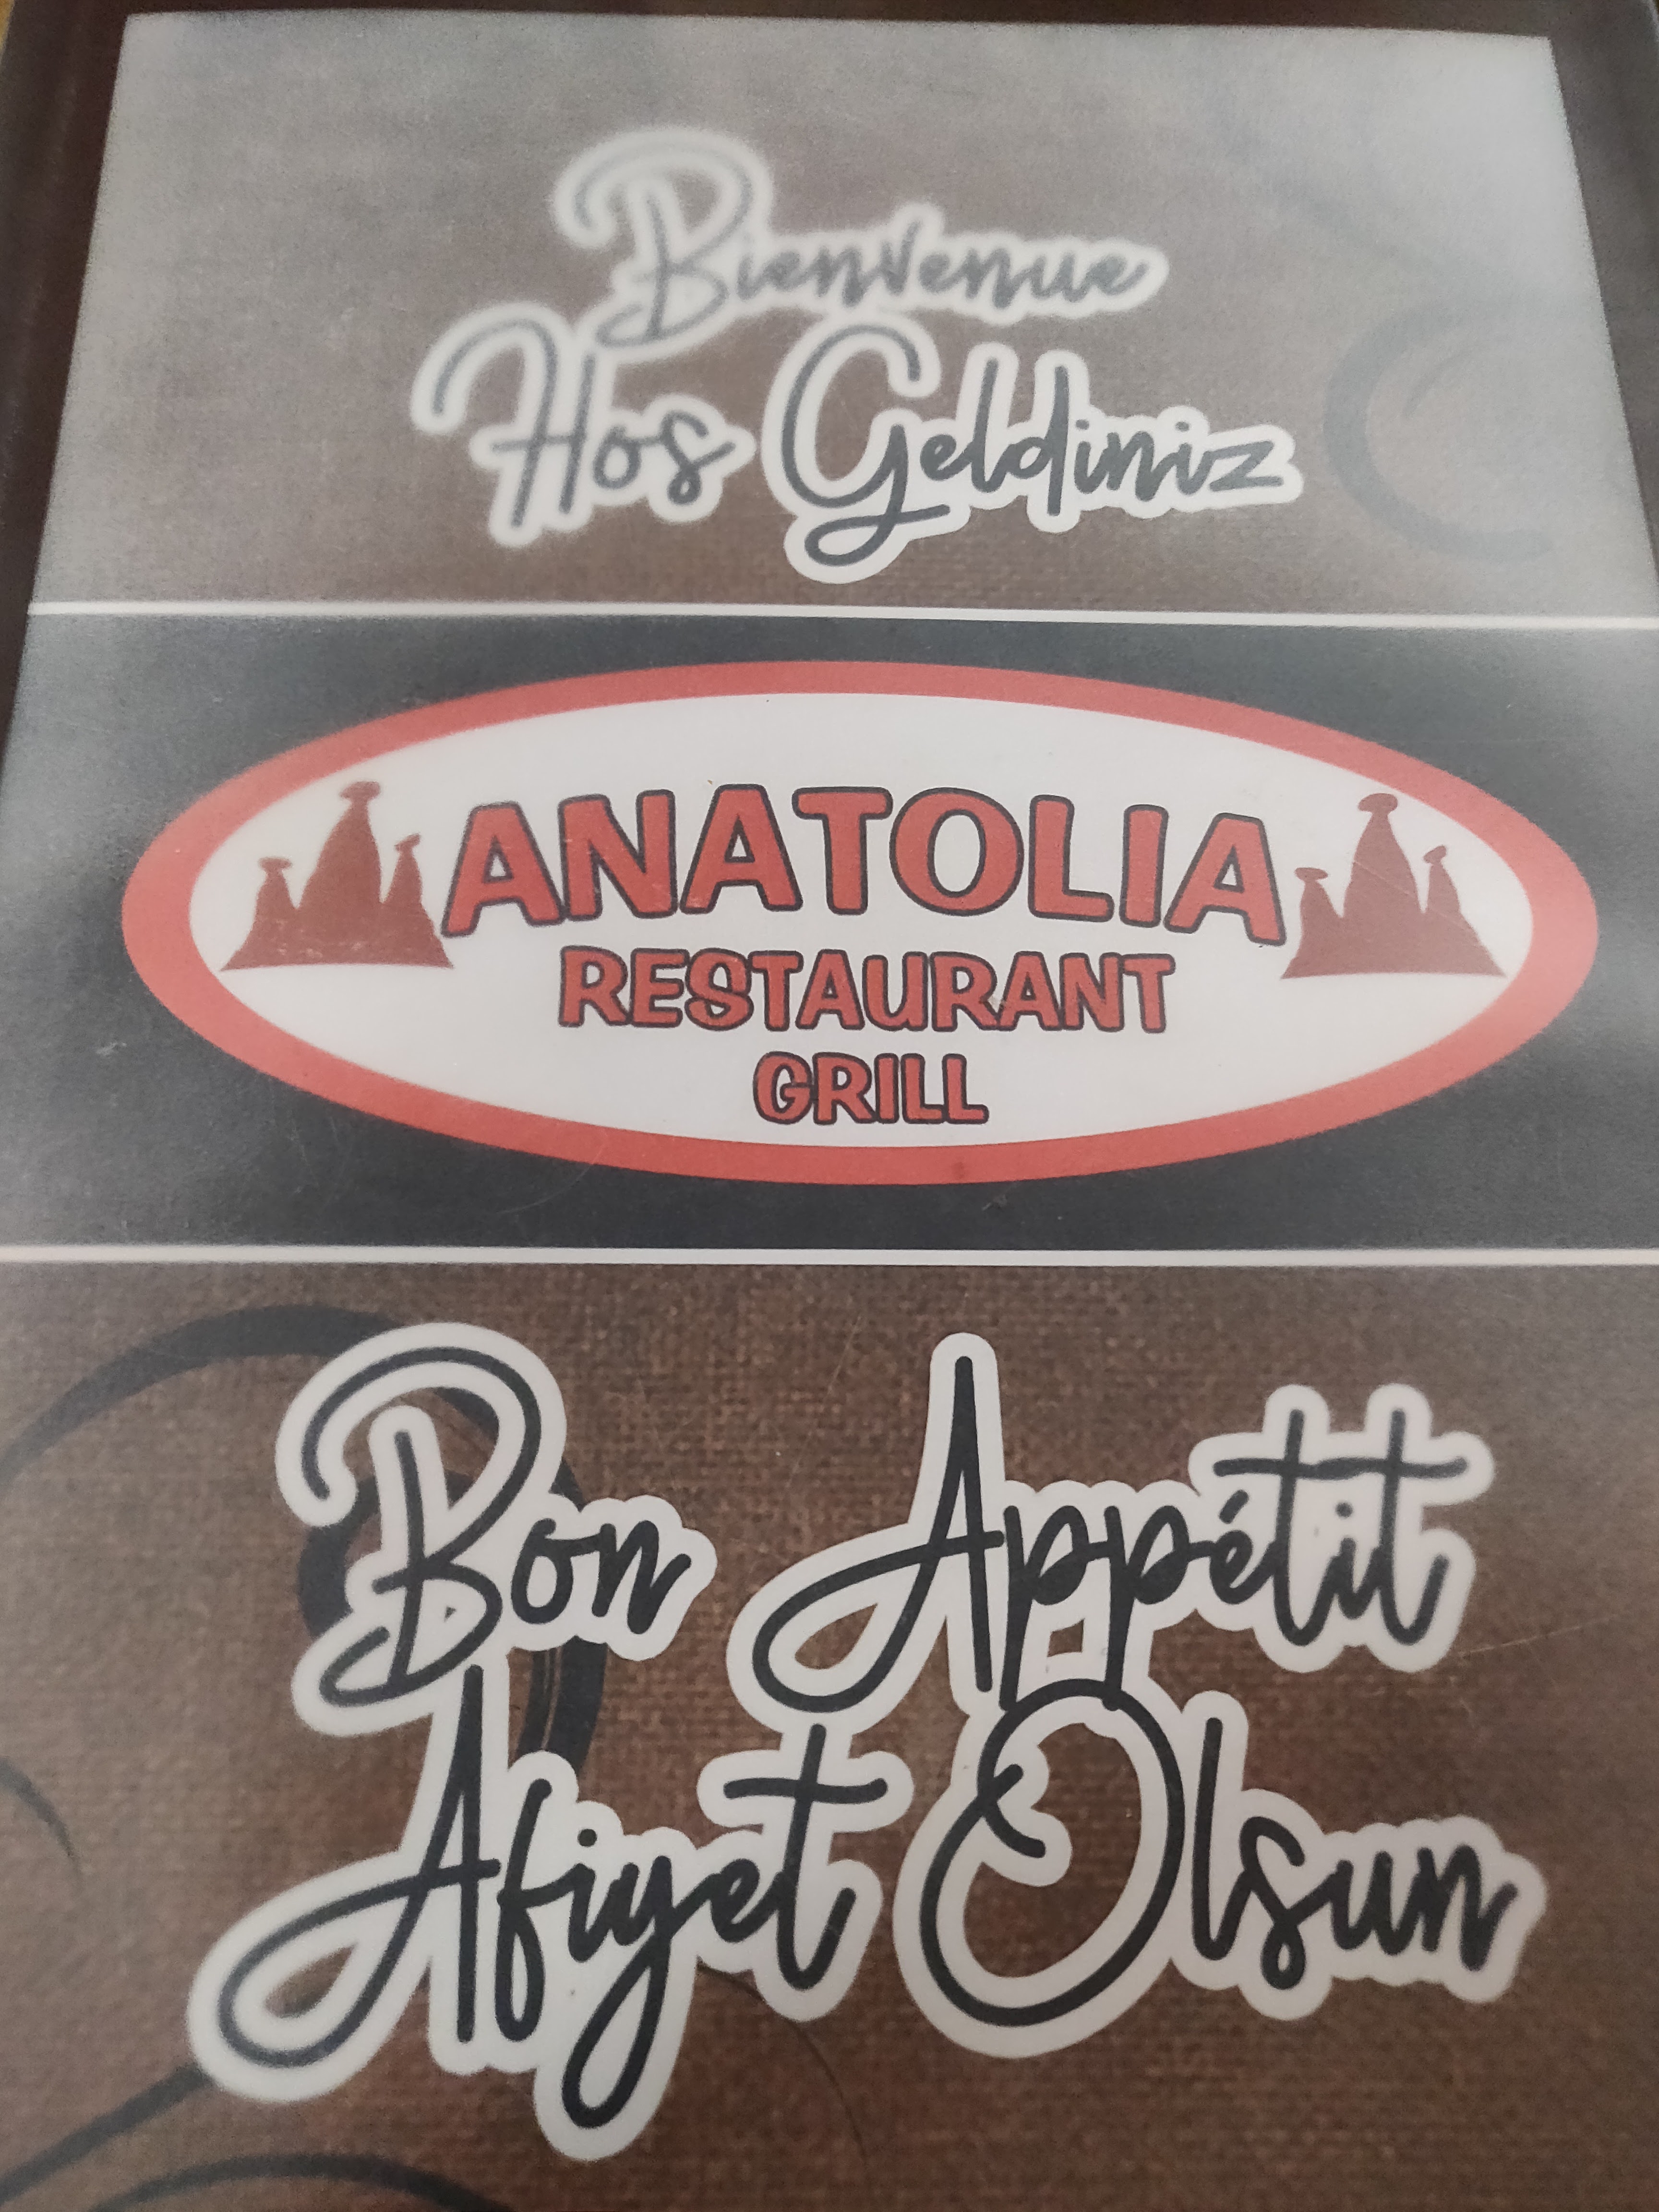 Bienvenue
Hos Geldiniz
ANATOLIA
RESTAURANT
GRILL
Bon Appétit
Afiyet Olsun